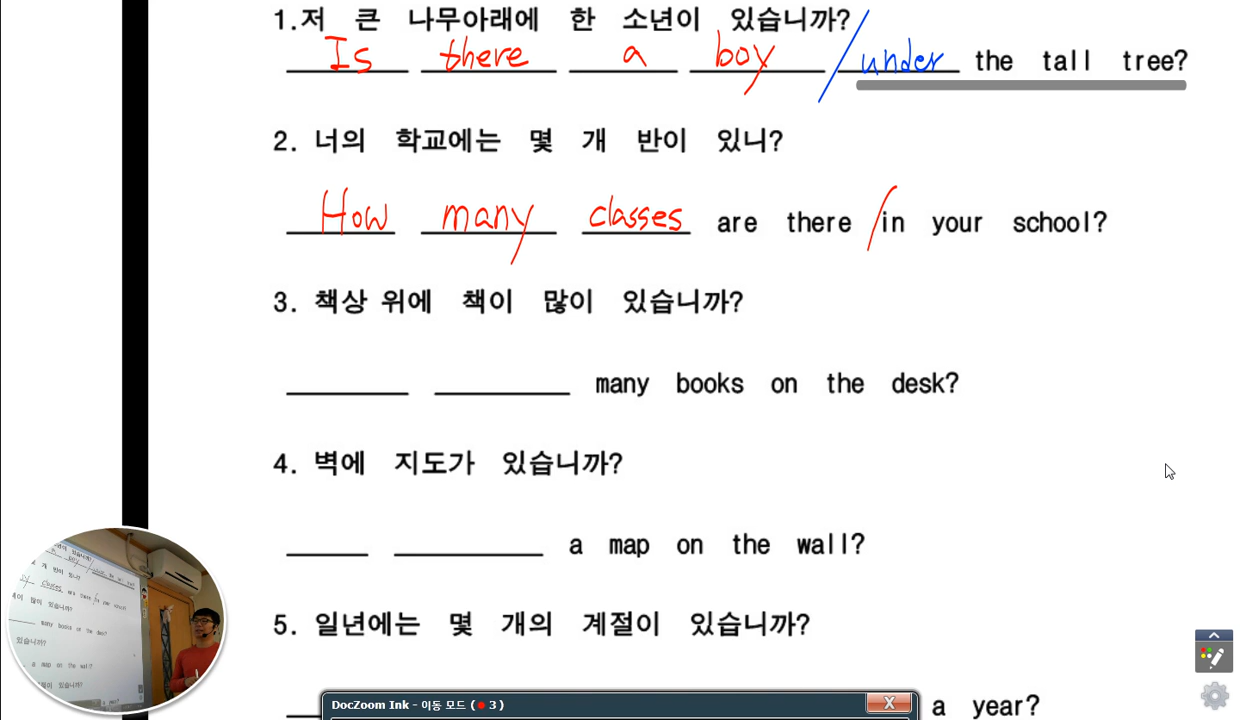 1.저 큰 나무아래에 한 소년이 있습니까?
Is there a boy / under the tall tree?
2. 너의 학교에는 몇 개 반이 있니?
How many classes are there / in your school?
3. 책상 위에 책이 많이 있습니까?
many books on the desk?
4. 벽에 지도가 있습니까?
a map on the wall?
5. 일년에는 몇 개의 계절이 있습니까?
a year?
DocZoom Ink - 이동 모드 ( 3 )